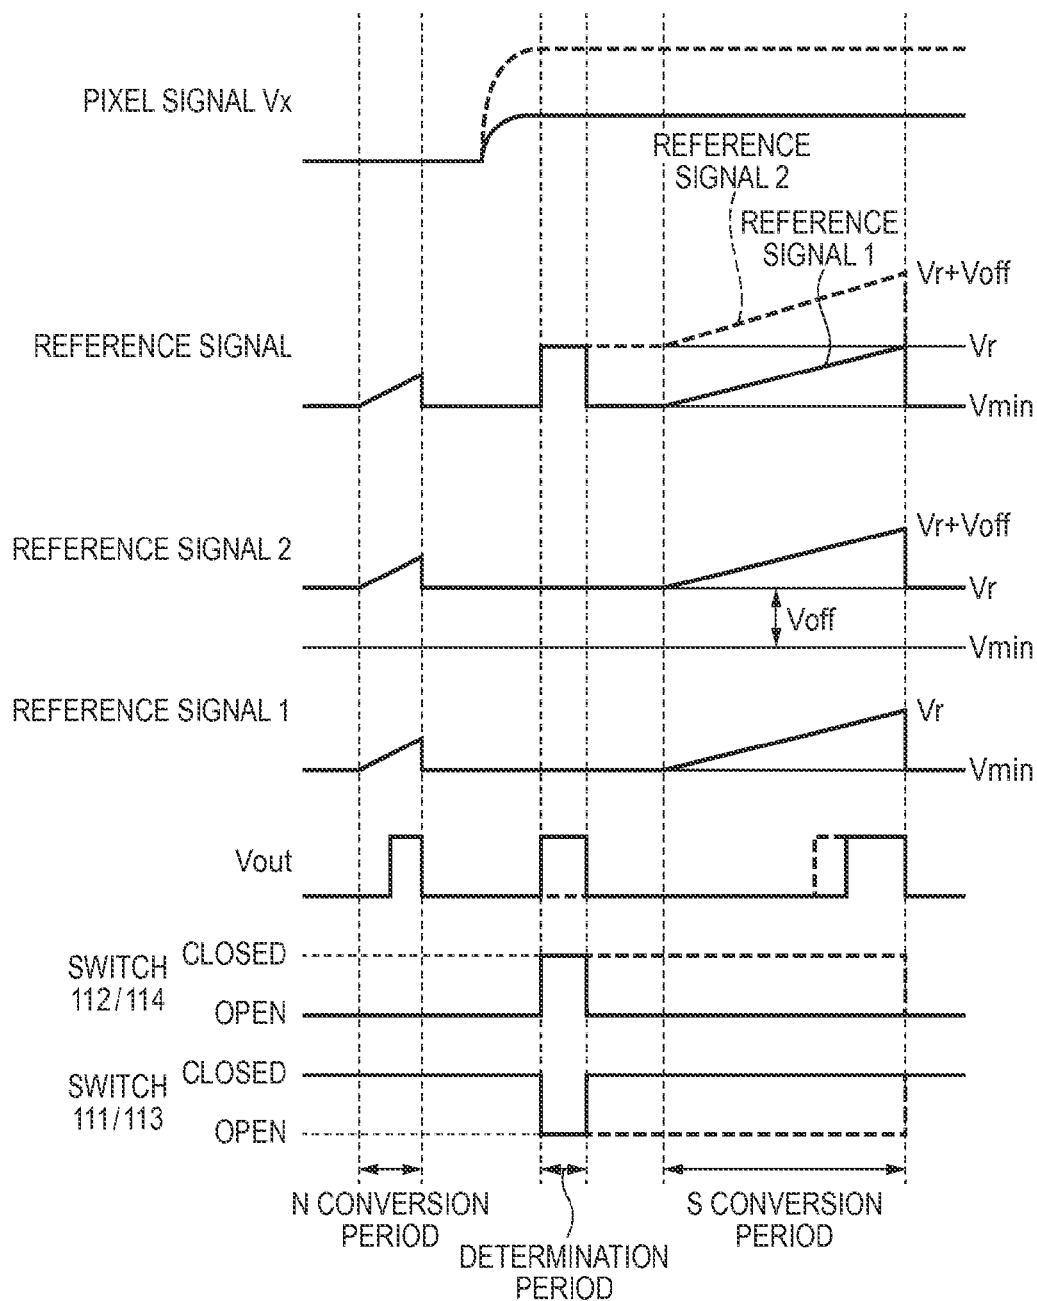 PIXEL SIGNAL Vx
REFERENCE
SIGNAL 2
REFERENCE
SIGNAL 1
Vr+Voff
REFERENCE SIGNAL
Vr
Vmin
Vr+Voff
REFERENCE SIGNAL 2
Vr
Voff
Vmin
REFERENCE SIGNAL 1
Vr
Vmin
Vout
CLOSED
SWITCH
112/114
OPEN
CLOSED
SWITCH
111/113
OPEN
N CONVERSION
PERIOD
DETERMINATION
PERIOD
S CONVERSION
PERIOD